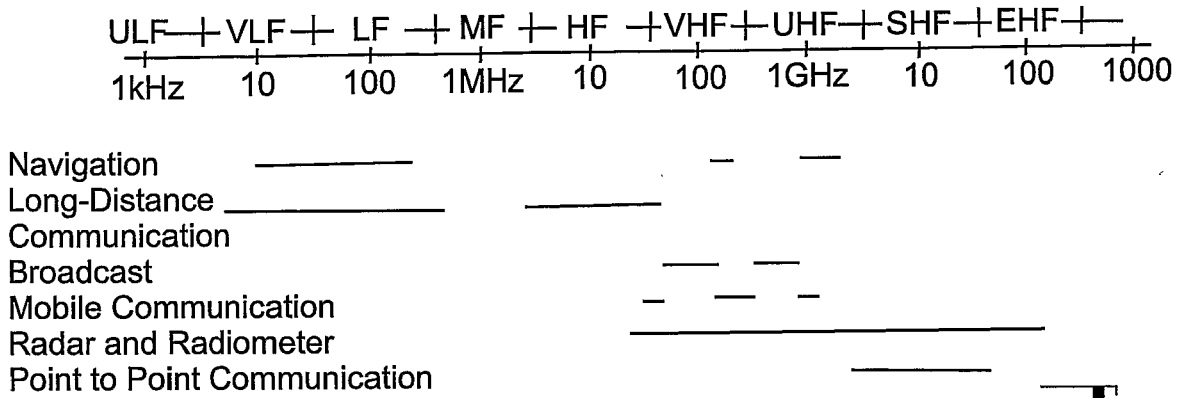 ULF VLF LF MF HF VHF UHF SHF EHF
1kHz 10 100 1MHz 10 100 1GHz 10 100 1000
Navigation
Long-Distance
Communication
Broadcast
Mobile Communication
Radar and Radiometer
Point to Point Communication